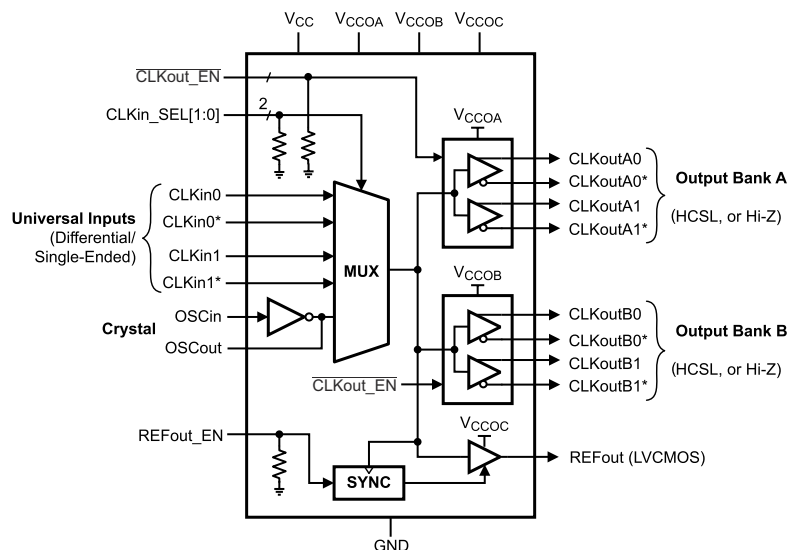 VCC VCCOA VCCOB VCCOC
CLKout_EN
CLKin_SEL[1:0]
2
VCCOA
CLKoutA0
CLKoutA0*
CLKoutA1
CLKoutA1*
Output Bank A
(HCSL, or Hi-Z)
Universal Inputs
(Differential/
Single-Ended)
CLKin0
CLKin0*
CLKin1
CLKin1*
MUX
Crystal
OSCin
OSCout
VCCOB
CLKoutB0
CLKoutB0*
CLKoutB1
CLKoutB1*
Output Bank B
(HCSL, or Hi-Z)
CLKout_EN
REFout_EN
VCCOC
SYNC
REFout (LVCMOS)
GND